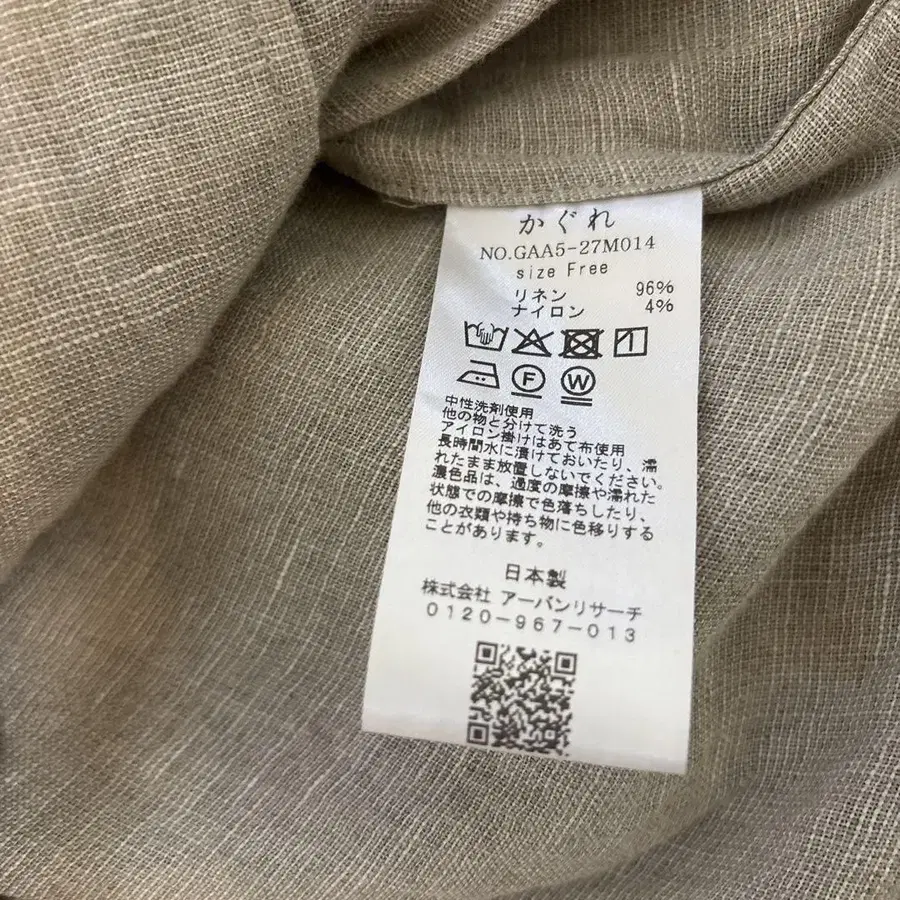 かぐれ
NO.GAA5-27M014
size Free
リネン 96%
ナイロン 4%
F W
中性洗剤使用
他の物と分けて洗う
アイロン掛けはあて布使用
長時間水に漬けておいたり、濡
れたまま放置しないでください。
濃色品は、過度の摩擦や濡れた
状態での摩擦で色落ちしたり、
他の衣類や持ち物に色移りする
ことがあります。
日本製
株式会社 アーバンリサーチ
0120-967-013